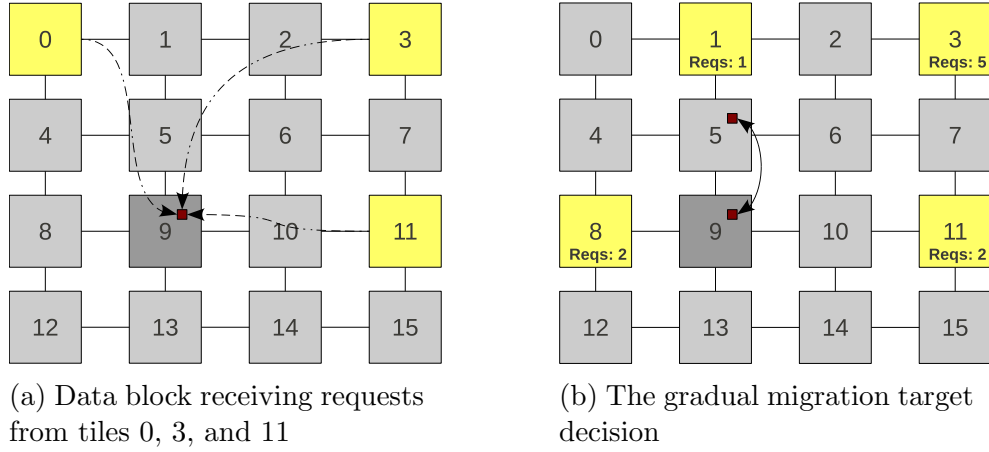 0 1 2 3
4 5 6 7
8 9 10 11
12 13 14 15
(a) Data block receiving requests
from tiles 0, 3, and 11
0 1 2 3
Reqs: 1 Reqs: 5
4 5 6 7
8 9 10 11
Reqs: 2 Reqs: 2
12 13 14 15
(b) The gradual migration target
decision